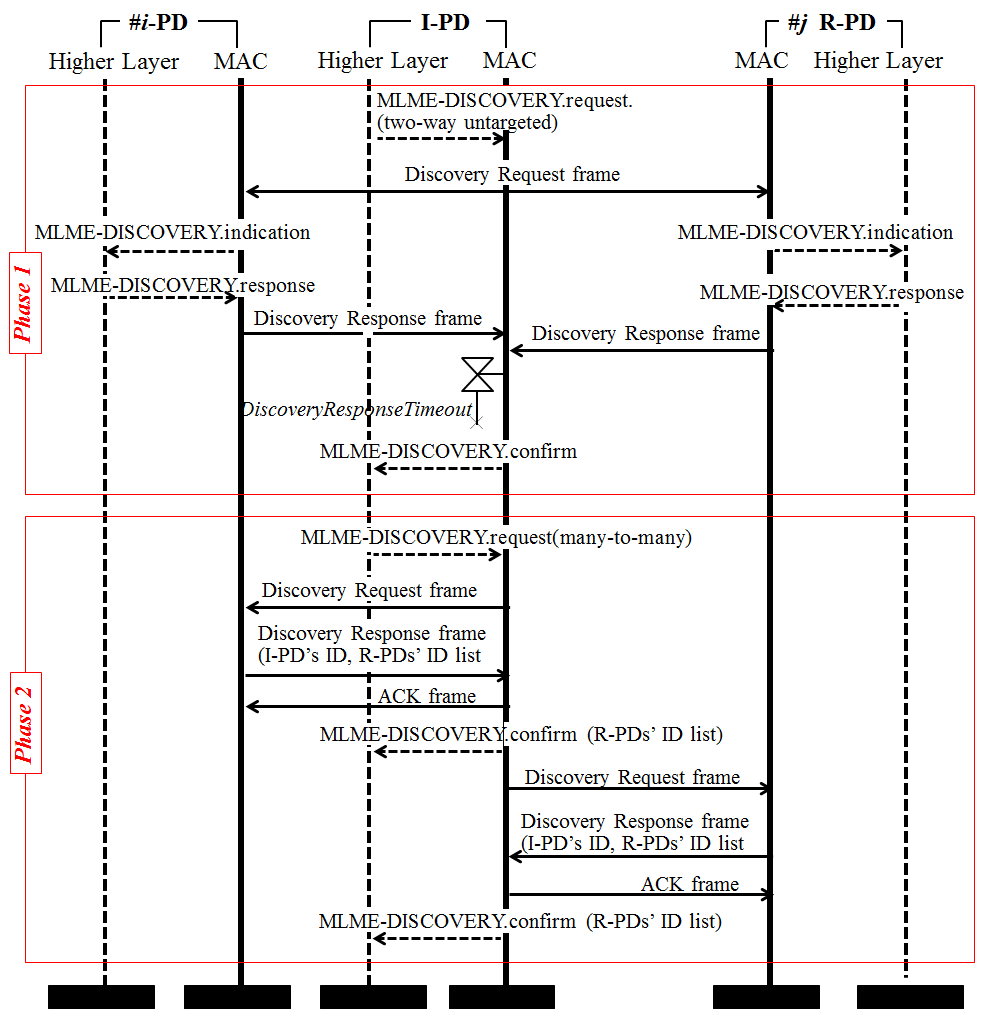 #i-PD
I-PD
#j R-PD
Higher Layer
MAC
Higher Layer
MAC
MAC
Higher Layer
MLME-DISCOVERY.request.
(two-way untargeted)
Discovery Request frame
MLME-DISCOVERY.indication
MLME-DISCOVERY.indication
Phase 1
MLME-DISCOVERY.response
MLME-DISCOVERY.response
Discovery Response frame
Discovery Response frame
DiscoveryResponseTimeout
MLME-DISCOVERY.confirm
MLME-DISCOVERY.request(many-to-many)
Discovery Request frame
Discovery Response frame
(I-PD's ID, R-PDs' ID list
Phase 2
ACK frame
MLME-DISCOVERY.confirm (R-PDs' ID list)
Discovery Request frame
Discovery Response frame
(I-PD's ID, R-PDs' ID list
ACK frame
MLME-DISCOVERY.confirm (R-PDs' ID list)